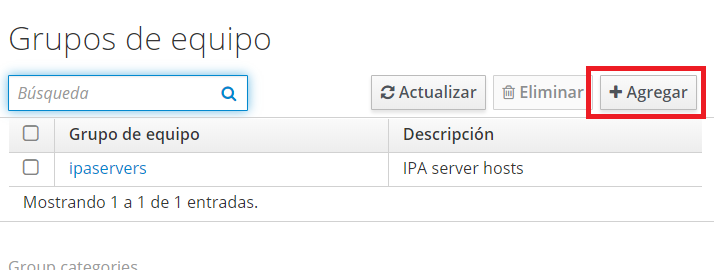 Grupos de equipo
Búsqueda
Actualizar
Eliminar
Agregar
Grupo de equipo Descripción
ipaservers IPA server hosts
Mostrando 1 a 1 de 1 entradas.
Group categories